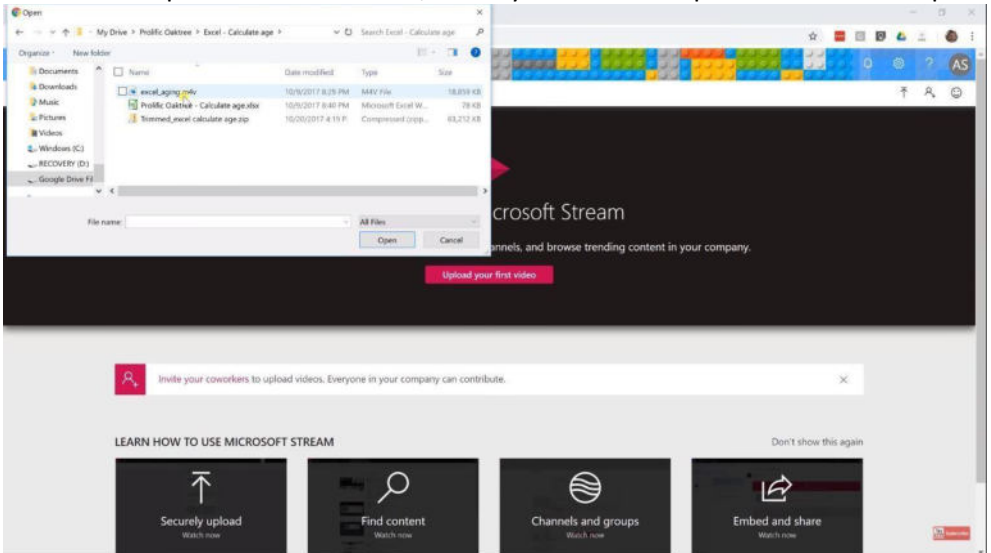 Open
My Drive > Prolific Oaktree > Excel - Calculate age >
Search Excel - Calculate age
Organize
New folder
Name
Date modified
Type
Size
Documents
Downloads
Music
Pictures
Videos
Windows (C:)
RECOVERY (D:)
Google Drive Fil
excel_aging.m4v
10/9/2017 8:29 PM
M4V File
18,859 KB
Prolific Oaktree - Calculate age.xlsx
10/9/2017 8:40 PM
Microsoft Excel W...
78 KB
Trimmed_excel calculate age.zip
10/20/2017 4:19 P
Compressed (zipp...
63,212 KB
File name:
All Files
Open
Cancel
AS
crosoft Stream
annels, and browse trending content in your company.
Upload your first video
Invite your coworkers to upload videos. Everyone in your company can contribute.
LEARN HOW TO USE MICROSOFT STREAM
Don't show this again
Securely upload
Watch now
Find content
Watch now
Channels and groups
Watch now
Embed and share
Watch now